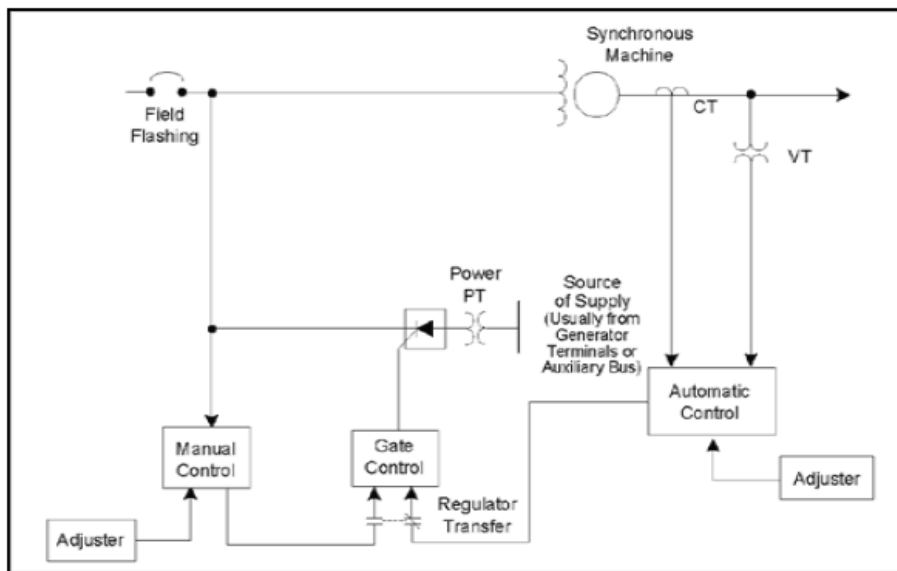 Synchronous
Machine
Field
Flashing
CT
VT
Power
PT
Source
of Supply
(Usually from
Generator
Terminals or
Auxiliary Bus)
Automatic
Control
Manual
Control
Gate
Control
Adjuster
Regulator
Transfer
Adjuster